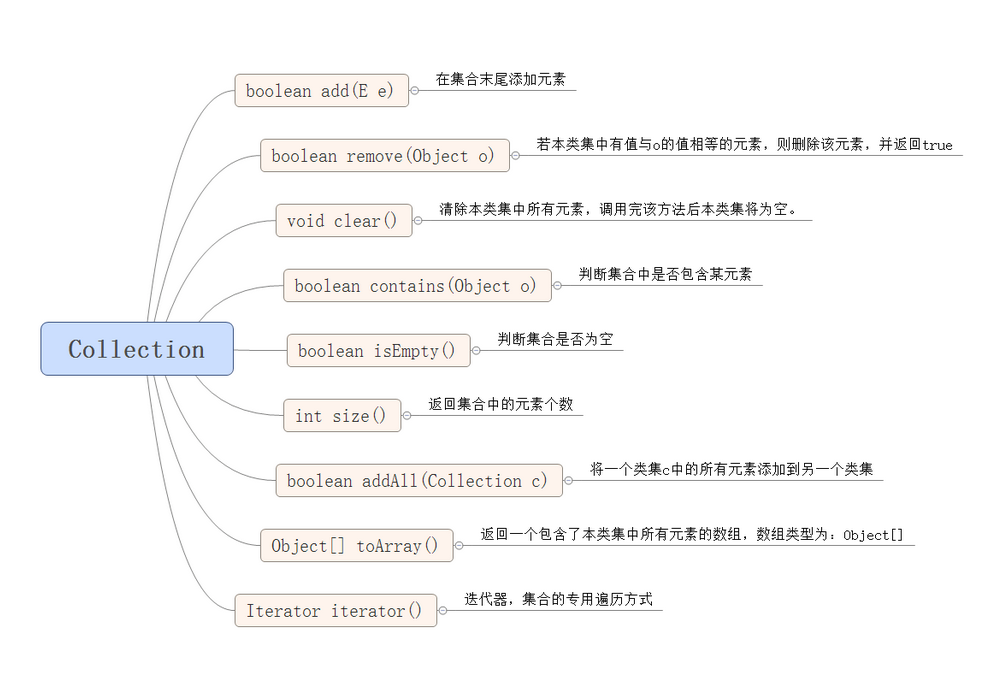 boolean add(E e)
在集合末尾添加元素
boolean remove(Object o)
若本类集中有值与o的值相等的元素，则删除该元素，并返回true
void clear()
清除本类集中所有元素，调用完该方法后本类集将为空。
boolean contains(Object o)
判断集合中是否包含某元素
Collection
boolean isEmpty()
判断集合是否为空
int size()
返回集合中的元素个数
boolean addAll(Collection c)
将一个类集c中的所有元素添加到另一个类集
Object[] toArray()
返回一个包含了本类集中所有元素的数组，数组类型为：Object[]
Iterator iterator()
迭代器，集合的专用遍历方式